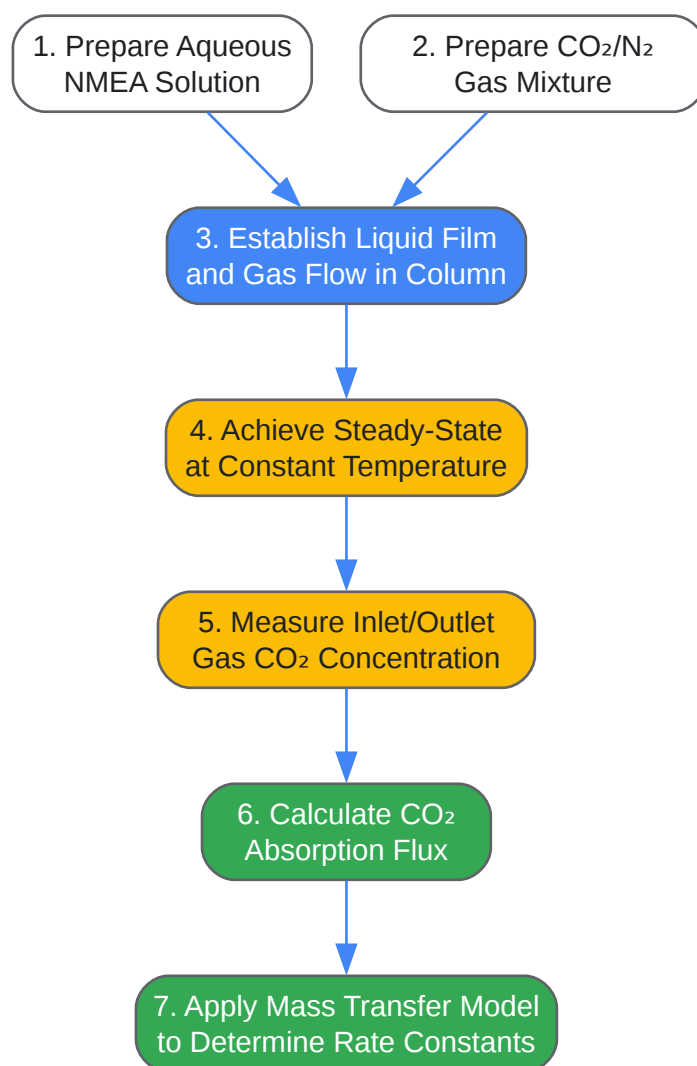 1. Prepare Aqueous
NMEA Solution
2. Prepare CO₂/N₂
Gas Mixture
3. Establish Liquid Film
and Gas Flow in Column
4. Achieve Steady-State
at Constant Temperature
5. Measure Inlet/Outlet
Gas CO₂ Concentration
6. Calculate CO₂
Absorption Flux
7. Apply Mass Transfer Model
to Determine Rate Constants